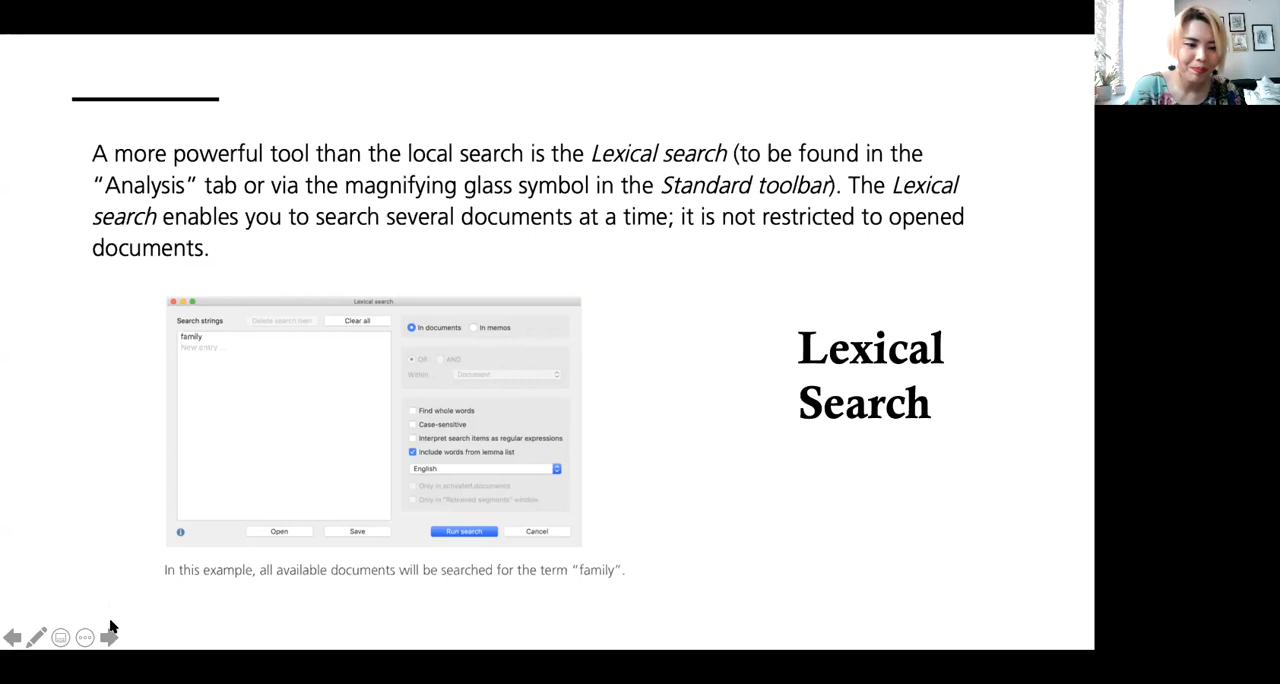 A more powerful tool than the local search is the Lexical search (to be found in the
“Analysis” tab or via the magnifying glass symbol in the Standard toolbar). The Lexical
search enables you to search several documents at a time; it is not restricted to opened
documents.
Lexical search
Search strings
Delete search item
Clear all
family
New entry ...
In documents
In memos
OR
AND
Within
Document
Find whole words
Case-sensitive
Interpret search items as regular expressions
Include words from lemma list
English
Only in activated documents
Only in "Retrieved segments" window
Open
Save
Run search
Cancel
In this example, all available documents will be searched for the term “family”.
Lexical
Search